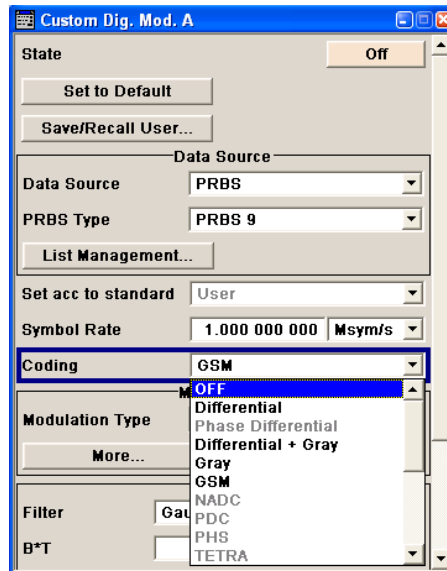 Custom Dig. Mod. A
State Off
Set to Default
Save/Recall User...
Data Source
Data Source PRBS
PRBS Type PRBS 9
List Management...
Set acc to standard User
Symbol Rate 1.000 000 000 Msym/s
Coding GSM
OFF
Differential
Modulation Type
Phase Differential
Differential + Gray
More...
Gray
GSM
NADC
Filter Gau
PDC
PHS
B*T
TETRA